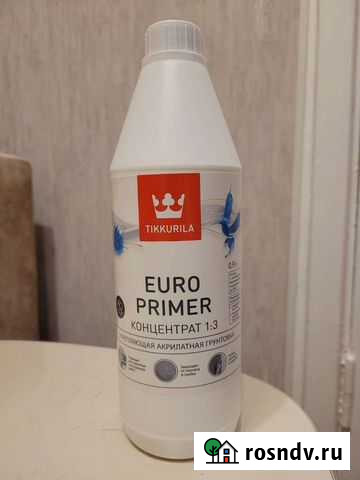 TIKKURILA
EURO
PRIMER
КОНЦЕНТРАТ 1:3
АКРИЛАТНАЯ ГРУНТОВКА
rosndv.ru